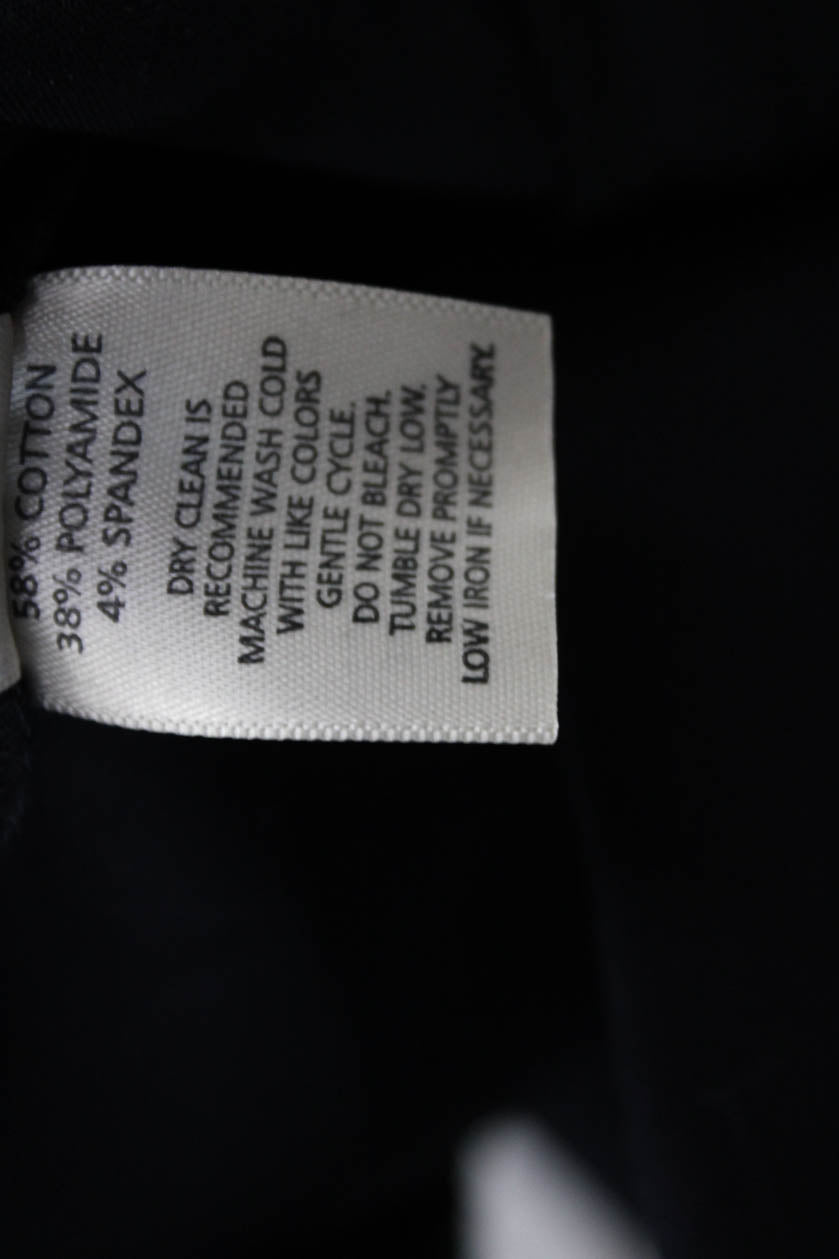 58% COTTON
38% POLYAMIDE
4% SPANDEX
DRY CLEAN IS
RECOMMENDED
MACHINE WASH COLD
WITH LIKE COLORS
GENTLE CYCLE.
DO NOT BLEACH.
TUMBLE DRY LOW.
REMOVE PROMPTLY
LOW IRON IF NECESSARY.